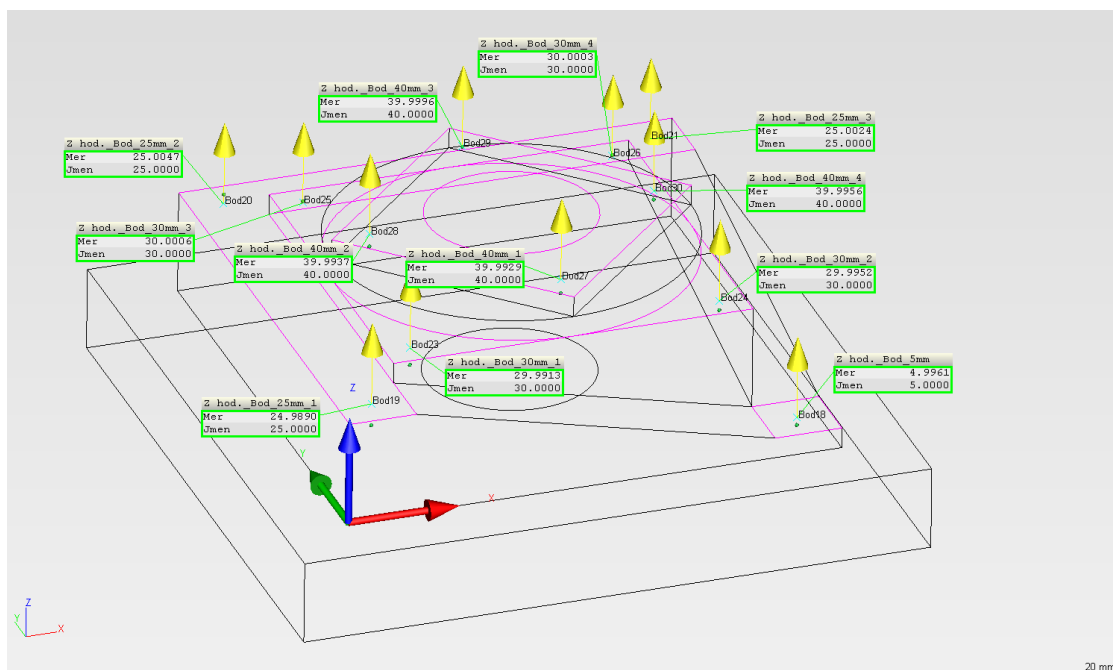 Z hod._Bod_30mm_4
Mer 30.0003
Jmen 30.0000
Z hod._Bod_40mm_3
Mer 39.9996
Jmen 40.0000
Z hod._Bod_25mm_3
Mer 25.0024
Jmen 25.0000
Z hod._Bod_25mm_2
Mer 25.0047
Jmen 25.0000
Bod29
Bod21
Bod26
Z hod._Bod_40mm_4
Mer 39.9956
Jmen 40.0000
Bod30
Bod20
Bod25
Z hod._Bod_30mm_3
Mer 30.0006
Jmen 30.0000
Bod28
Z hod._Bod_40mm_2
Mer 39.9937
Jmen 40.0000
Z hod._Bod_40mm_1
Mer 39.9929
Jmen 40.0000
Bod27
Z hod._Bod_30mm_2
Mer 29.9952
Jmen 30.0000
Bod24
Bod23
Z hod._Bod_30mm_1
Mer 29.9913
Jmen 30.0000
Z hod._Bod_5mm
Mer 4.9961
Jmen 5.0000
Z
Bod19
Z hod._Bod_25mm_1
Mer 24.9890
Jmen 25.0000
Bod18
Y
X
Z
Y
X
20 mm